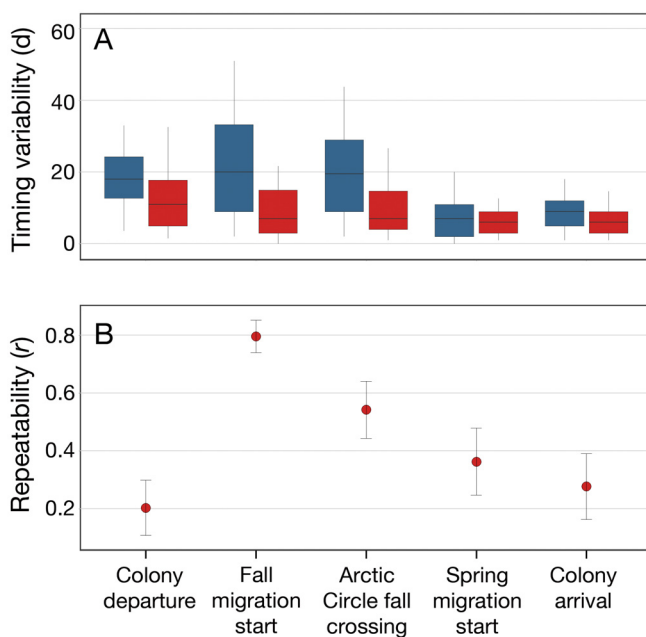 A
Timing variability (d)
60
40
20
0
B
Repeatability (r)
0.8
0.6
0.4
0.2
Colony
departure
Fall
migration
start
Arctic
Circle fall
crossing
Spring
migration
start
Colony
arrival